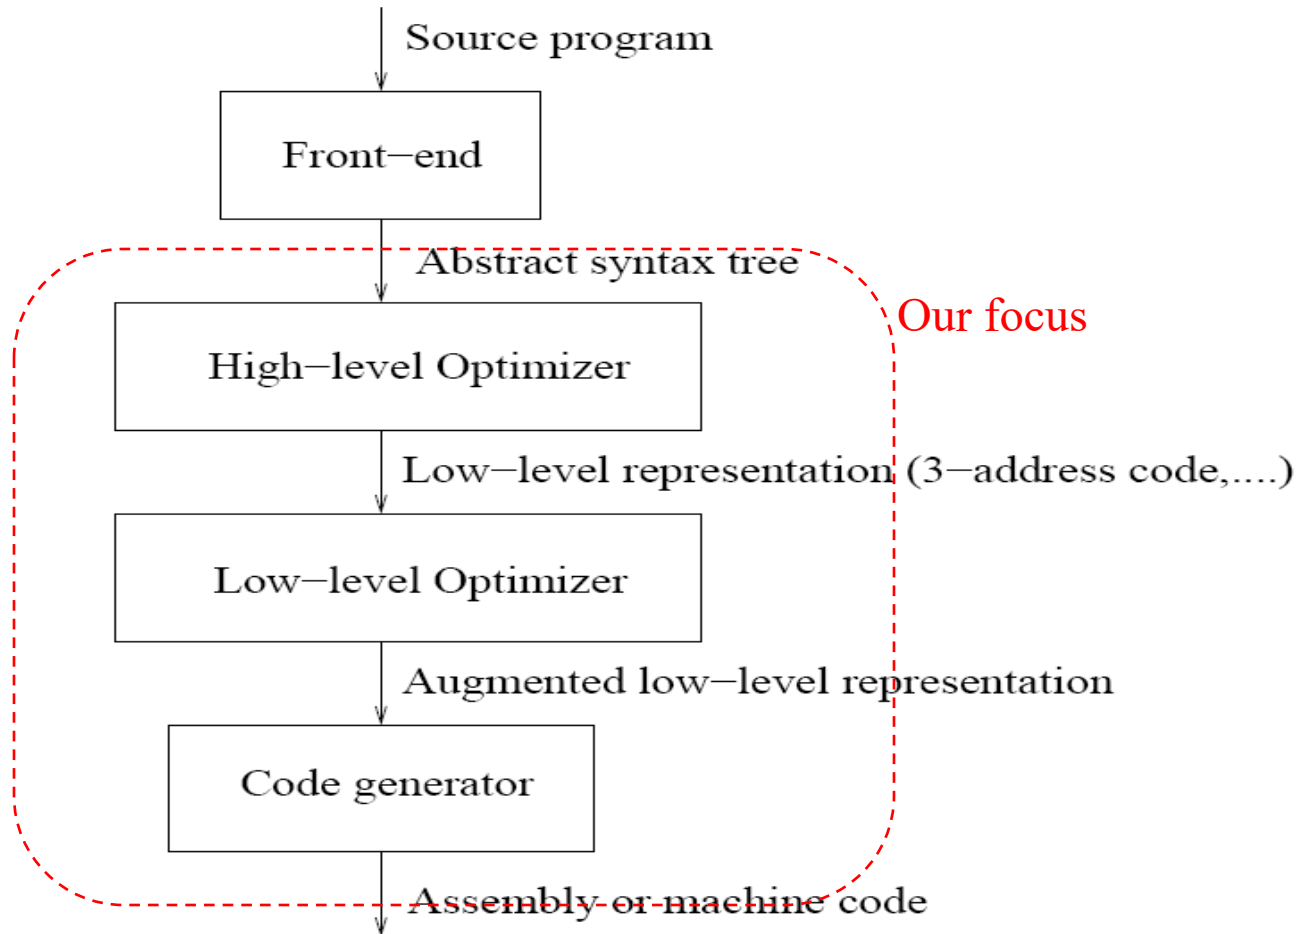 Source program
Front−end
Abstract syntax tree
Our focus
High−level Optimizer
Low−level representation (3−address code,....)
Low−level Optimizer
Augmented low−level representation
Code generator
Assembly or machine code